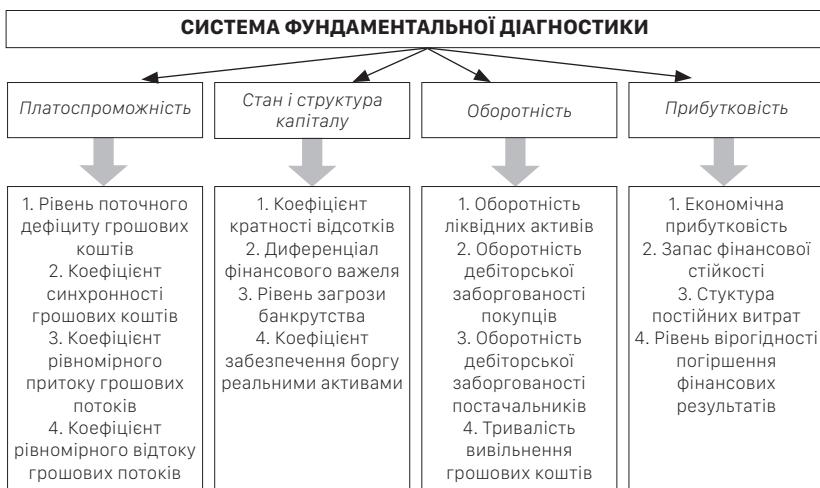 СИСТЕМА ФУНДАМЕНТАЛЬНОЇ ДІАГНОСТИКИ
Платоспроможність
Стан і структура
капіталу
Оборотність
Прибутковість
1. Рівень поточного
дефіциту грошових
коштів
2. Коефіцієнт
синхронності
грошових коштів
3. Коефіцієнт
рівномірного
притоку грошових
потоків
4. Коефіцієнт
рівномірного відтоку
грошових потоків
1. Коефіцієнт
кратності відсотків
2. Диференціал
фінансового важеля
3. Рівень загрози
банкрутства
4. Коефіцієнт
забезпечення боргу
реальними активами
1. Оборотність
ліквідних активів
2. Оборотність
дебіторської
заборгованості
покупців
3. Оборотність
дебіторської
заборгованості
постачальників
4. Тривалість
вивільнення
грошових коштів
1. Економічна
прибутковість
2. Запас фінансової
стійкості
3. Стуктура
постійних витрат
4. Рівень вірогідності
погіршення
фінансових
результатів